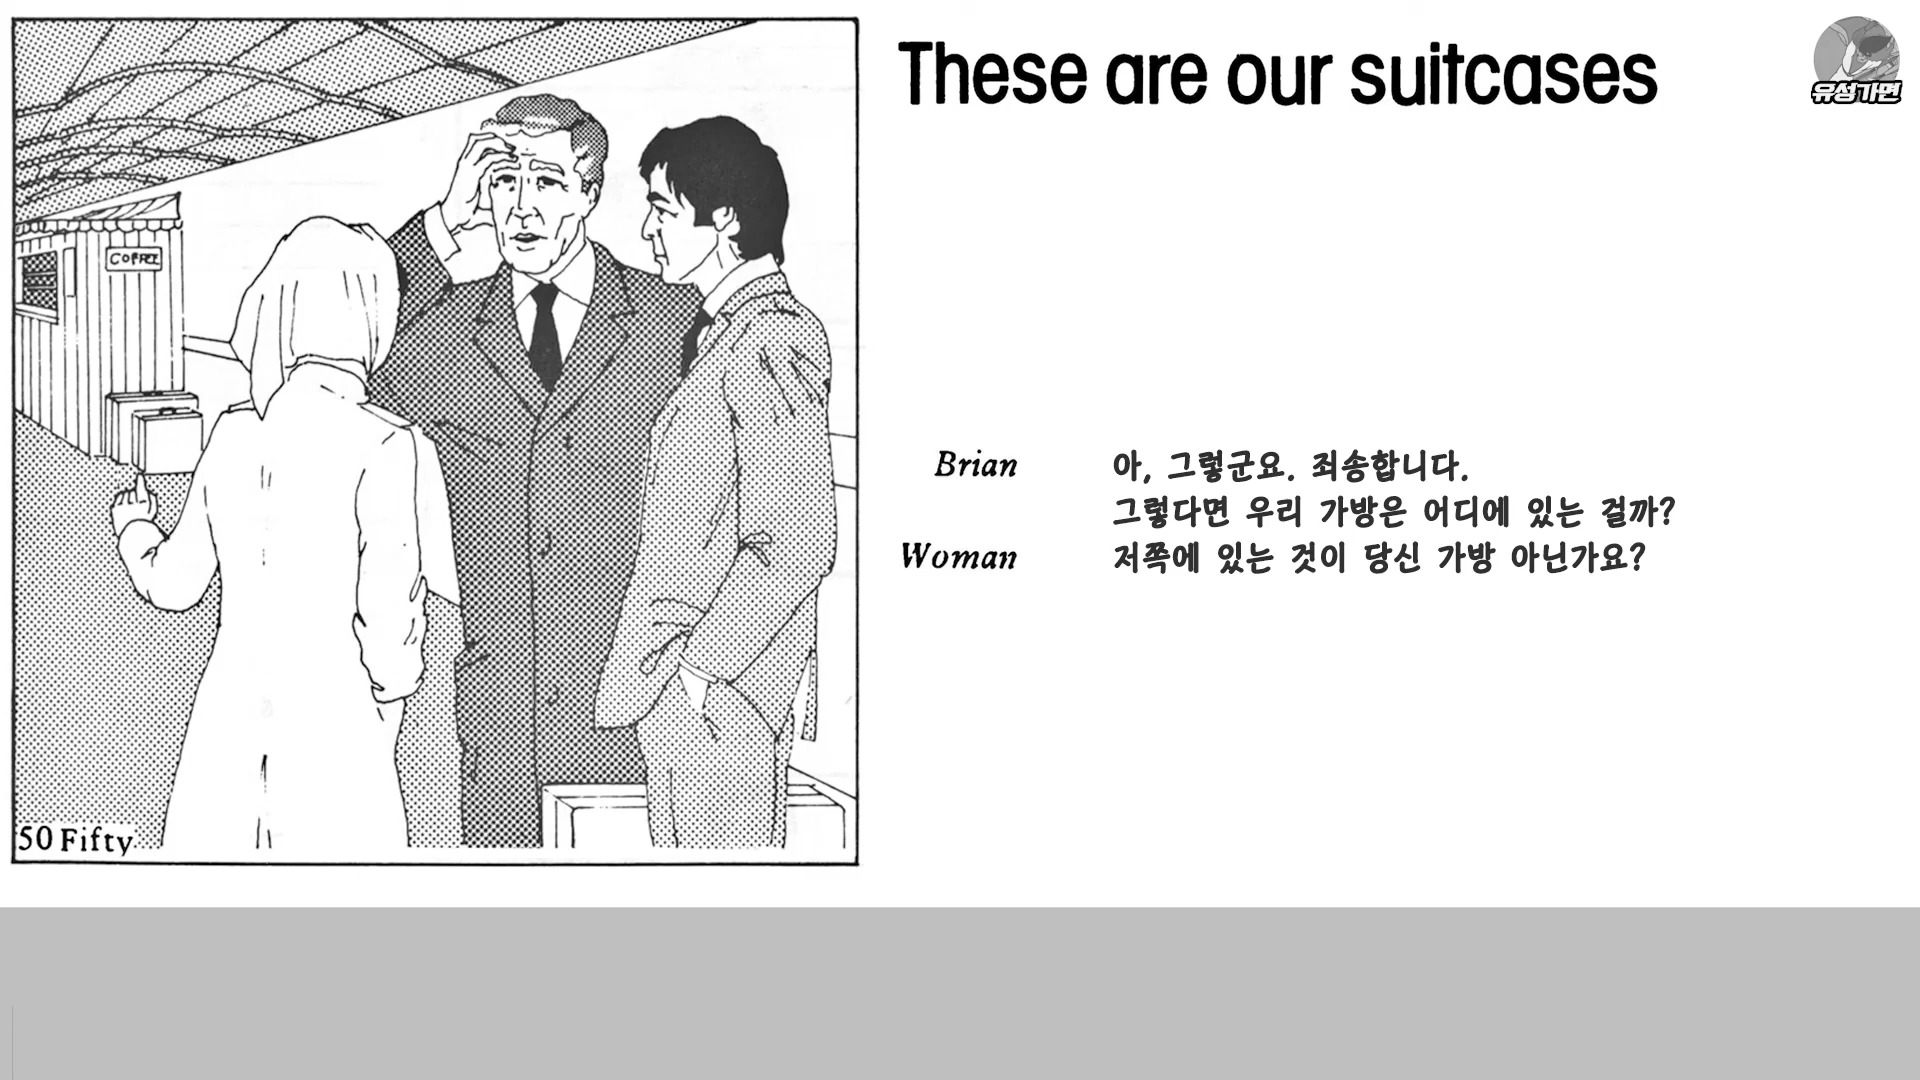 These are our suitcases
유성가면
COFFEE
Brian 아, 그렇군요. 죄송합니다.
그렇다면 우리 가방은 어디에 있는 걸까?
Woman 저쪽에 있는 것이 당신 가방 아닌가요?
50 Fifty